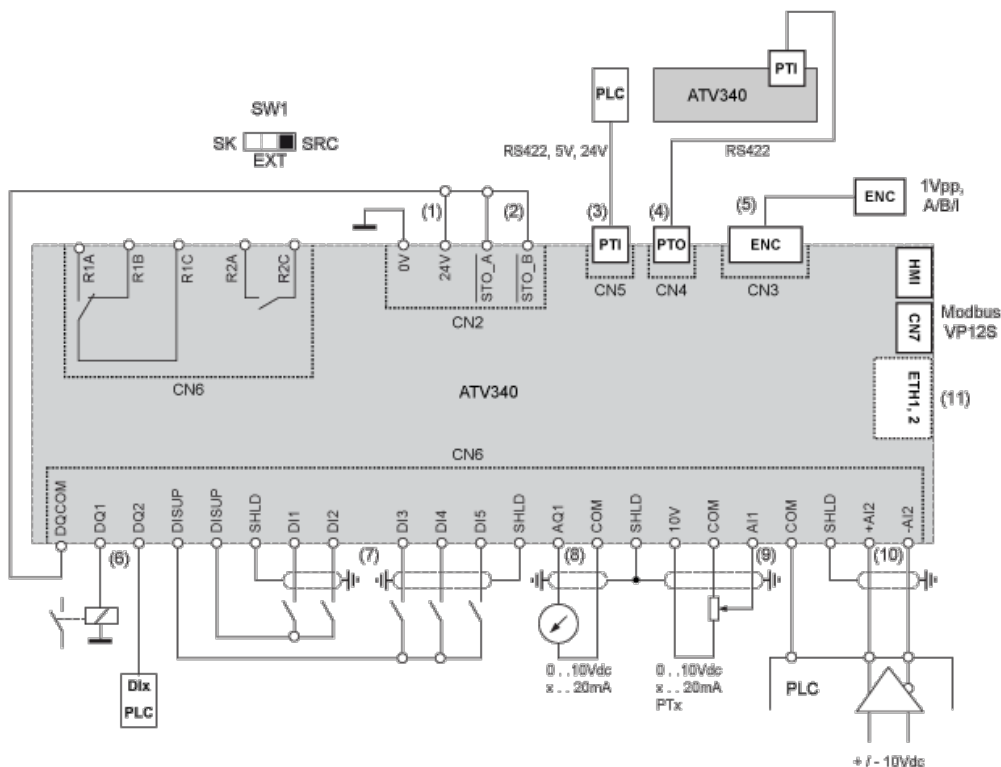 PTI
PLC
ATV340
SW1
SK
SRC
EXT
RS422, 5V, 24V
RS422
ENC
1Vpp,
A/B/I
(1)
(2)
(3)
(4)
(5)
R1A
R1B
R1C
R2A
R2C
0V
24V
STO_A
STO_B
PTI
PTO
ENC
CN5
CN4
CN3
HMI
CN2
CN7
Modbus
VP12S
CN6
ATV340
ETH1, 2
(11)
CN6
DQCOM
DQ1
DQ2
DISUP
DISUP
SHLD
DI1
DI2
DI3
DI4
DI5
SHLD
AQ1
COM
SHLD
10V
COM
AI1
COM
SHLD
+AI2
-AI2
(6)
(7)
(8)
(9)
(10)
0 . . 10Vdc
x . . 20mA
0 . . 10Vdc
x . . 20mA
PTx
DIx
PLC
PLC
+ / - 10Vdc